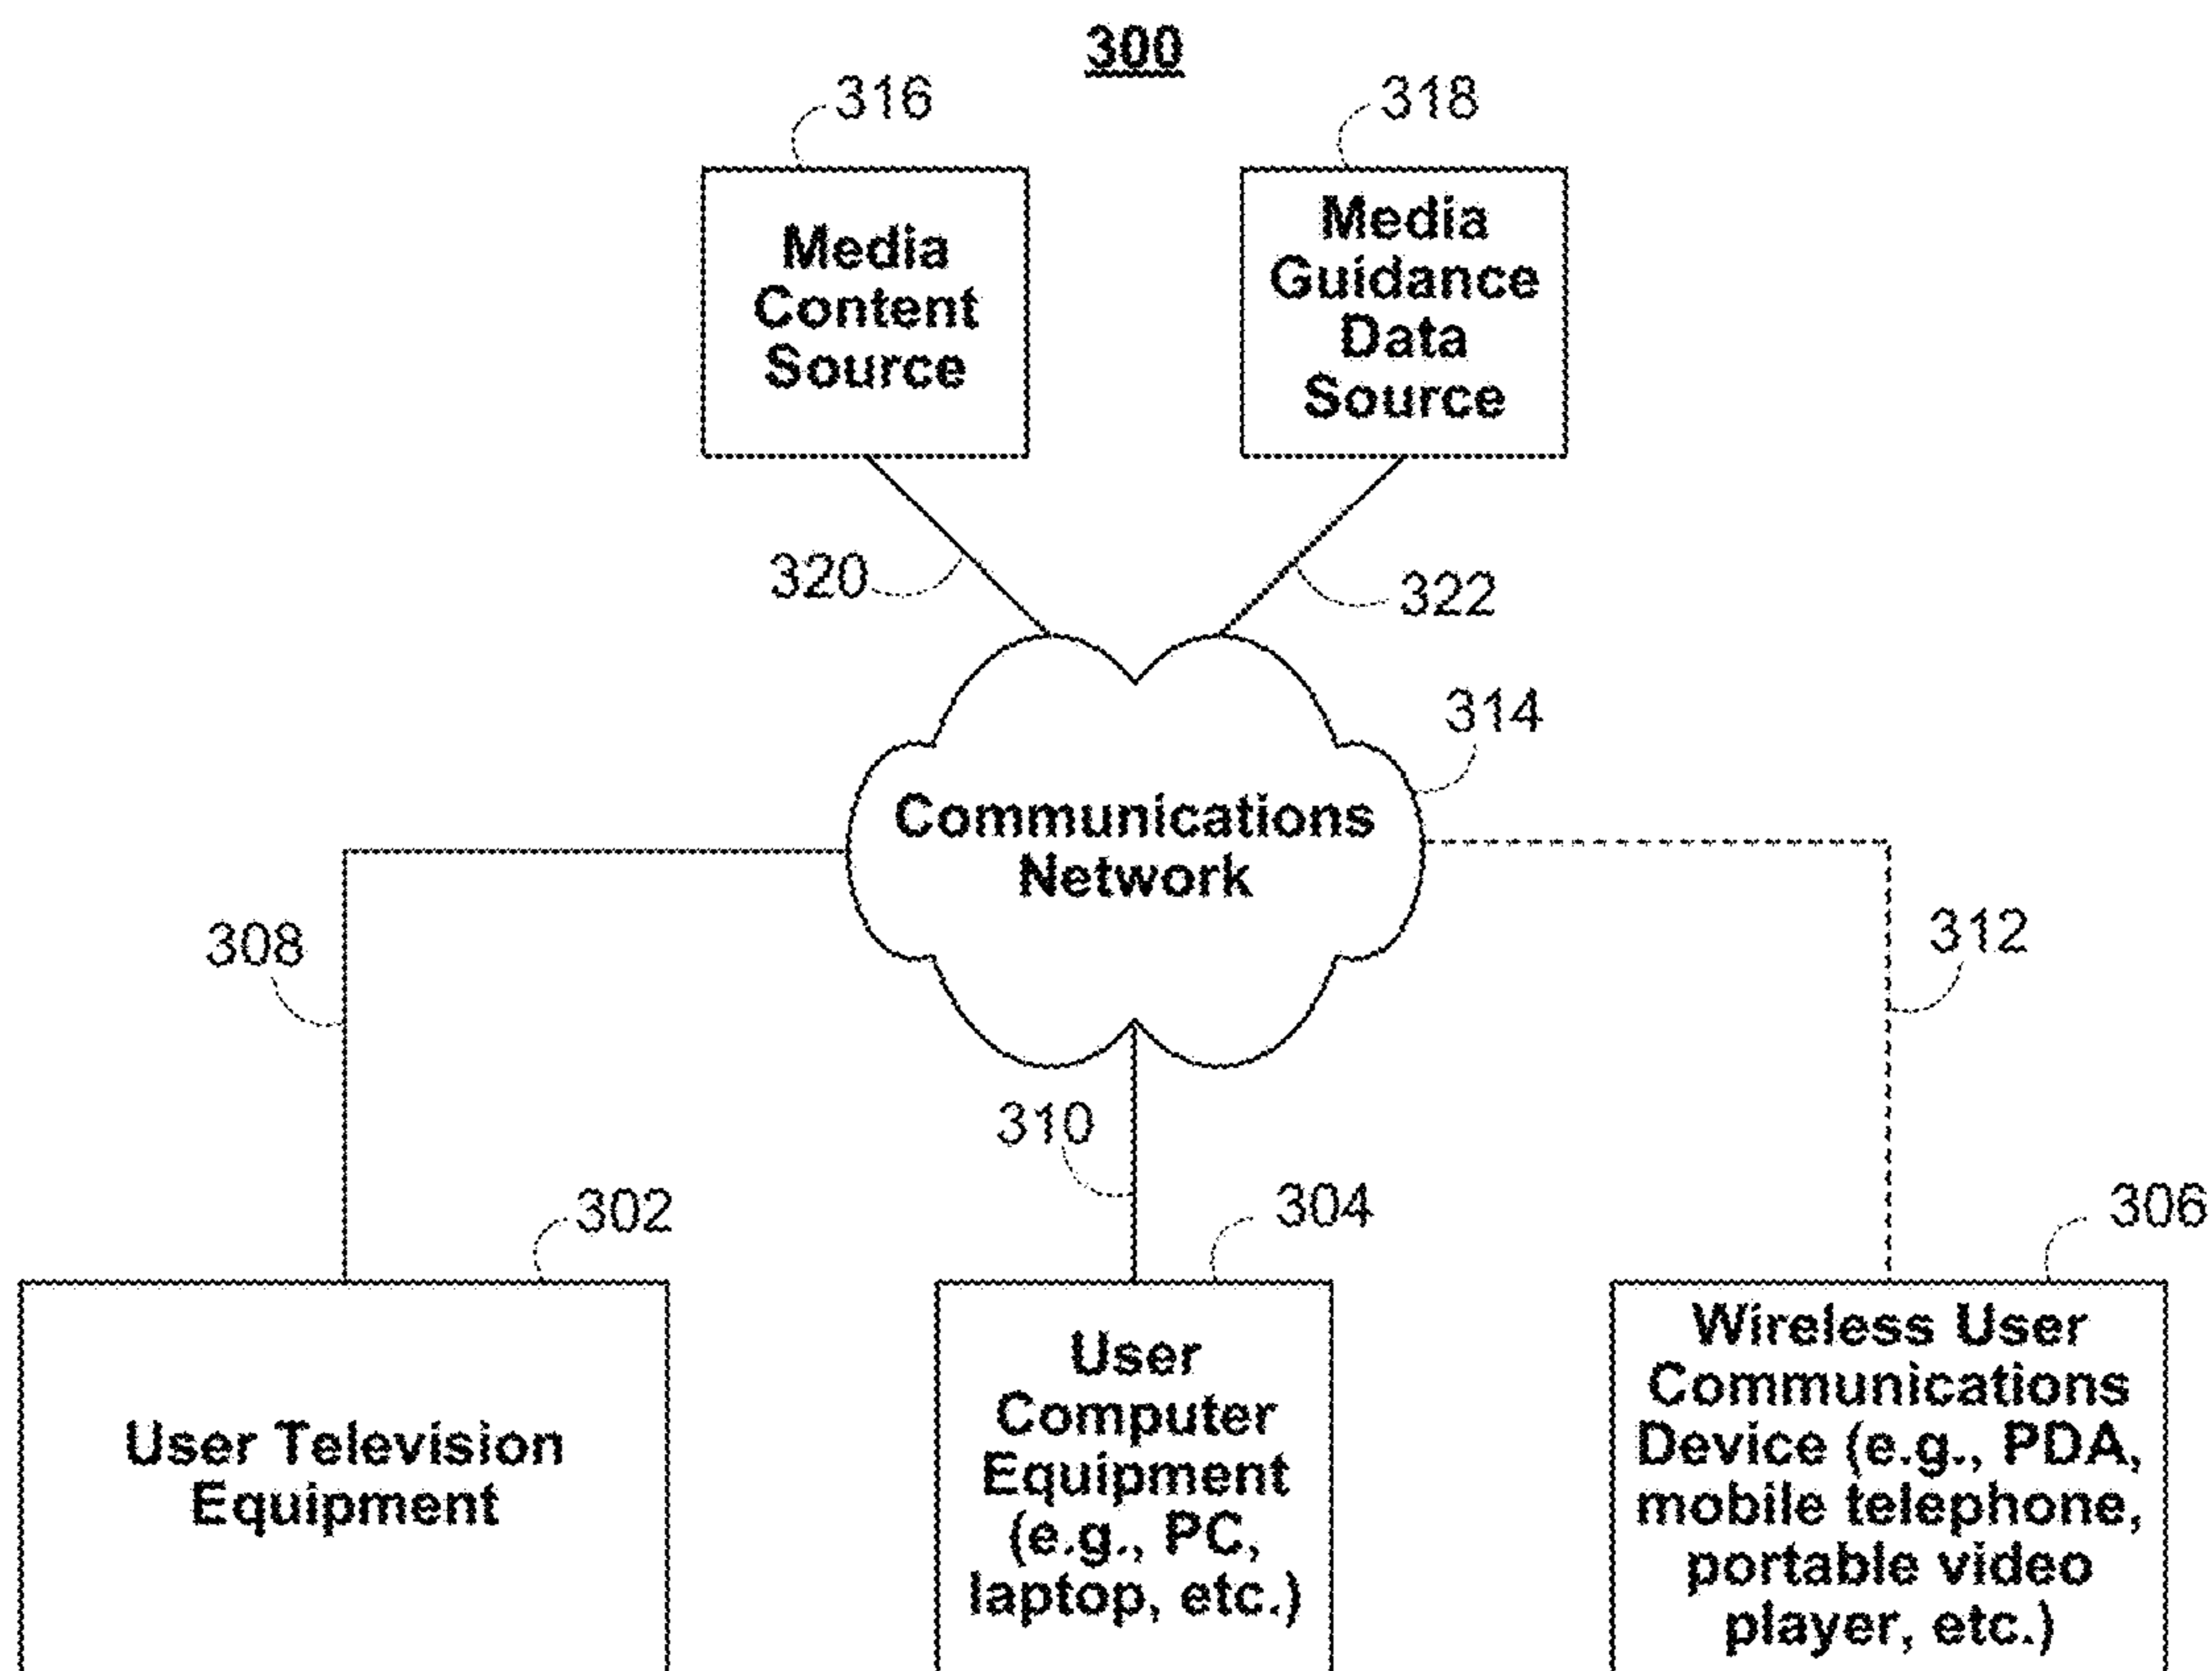 300
316
318
Media
Content
Source
Media
Guidance
Data
Source
320
322
314
Communications
Network
308
312
310
302
304
306
User Television
Equipment
User
Computer
Equipment
(e.g., PC,
laptop, etc.)
Wireless User
Communications
Device (e.g., PDA,
mobile telephone,
portable video
player, etc.)